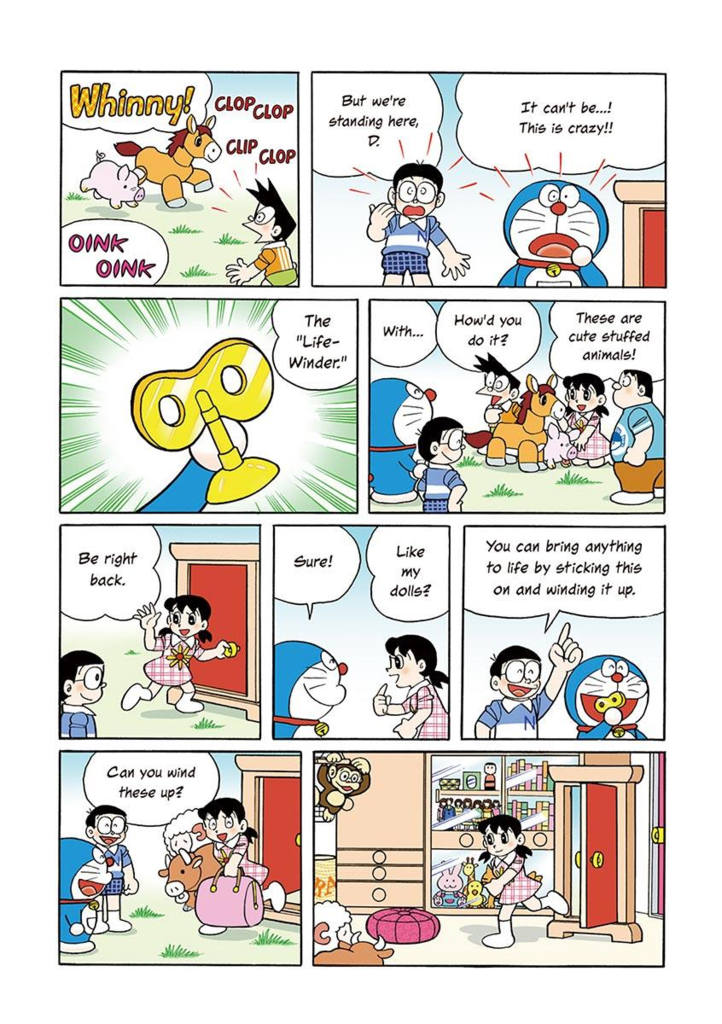 It can't be...!
This is crazy!!
But we're
standing here,
D.
N
Whinny!
CLOP CLOP
CLIP CLOP
OINK
OINK
These are
cute stuffed
animals!
How'd you
do it?
With...
The
"Life-
Winder."
You can bring anything
to life by sticking this
on and winding it up.
N
Like
my
dolls?
Sure!
Be right
back.
Can you wind
these up?